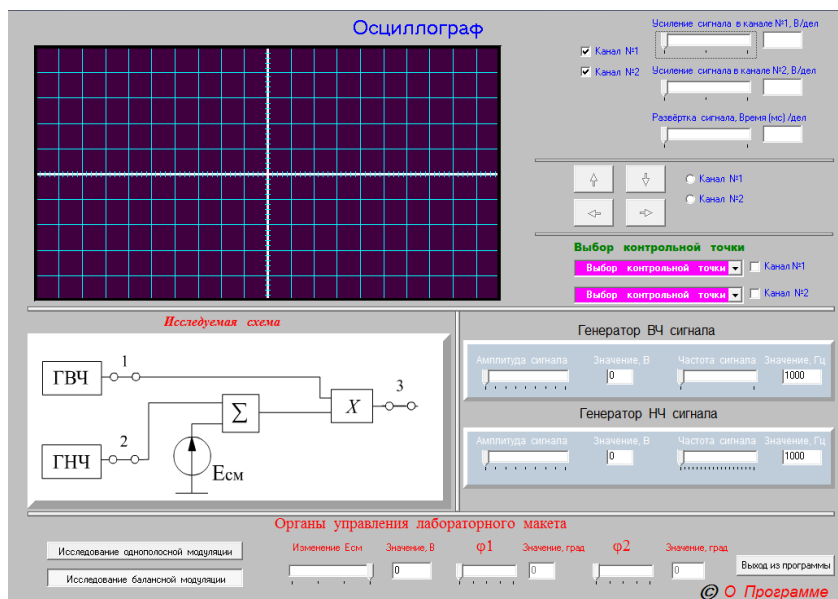 Осциллограф
Канал №1
Канал №2
Усиление сигнала в канале №1, В/дел
Усиление сигнала в канале №2, В/дел
Развёртка сигнала, Время (мс) /дел
Канал №1
Канал №2
Выбор контрольной точки
Выбор контрольной точки Канал №1
Выбор контрольной точки Канал №2
Исследуемая схема
ГВЧ
1
ГНЧ
2
Σ
Eсм
X
3
Генератор ВЧ сигнала
Амплитуда сигнала Значение, В Частота сигнала Значение, Гц
0 1000
Генератор НЧ сигнала
Амплитуда сигнала Значение, В Частота сигнала Значение, Гц
0 1000
Органы управления лабораторного макета
Исследование однополосной модуляции
Исследование балансной модуляции
Изменение Есм Значение, В φ1 Значение, град φ2 Значение, град
0 0 0
Выход из программы
© О Программе